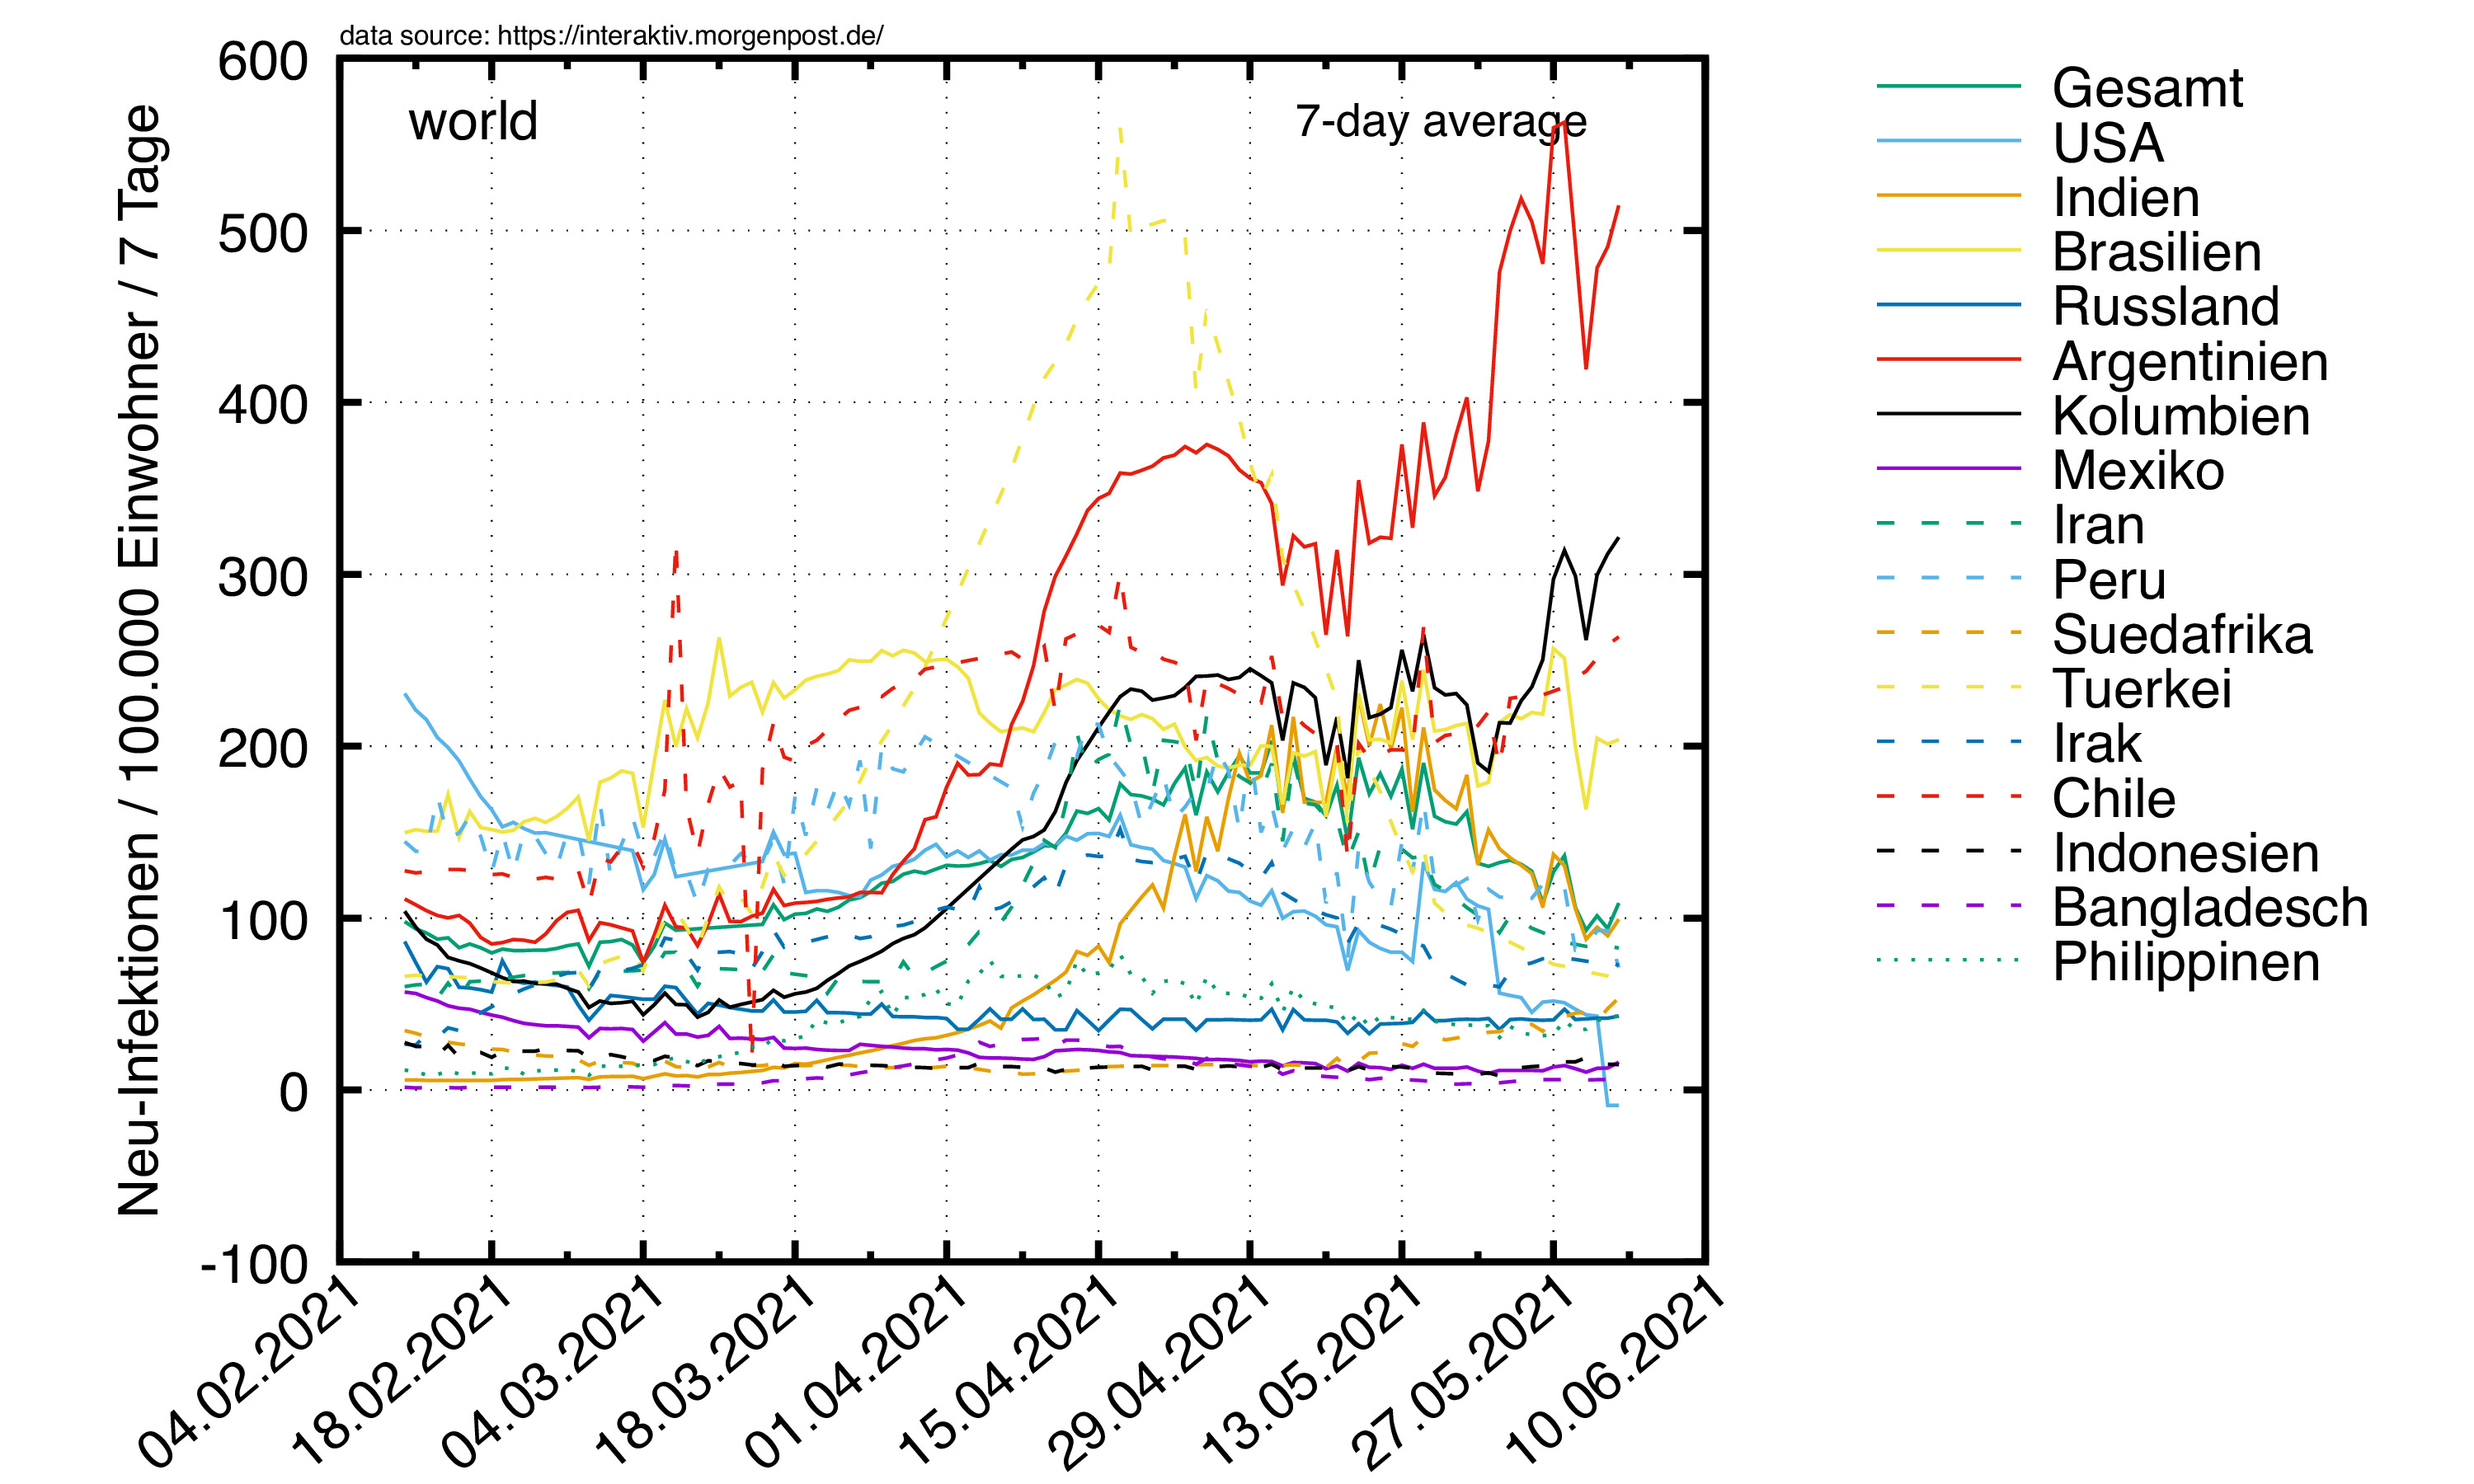 data source: https://interaktiv.morgenpost.de/
world
7-day average
Neu-Infektionen / 100.000 Einwohner / 7 Tage
600
500
400
300
200
100
0
-100
04.02.2021
18.02.2021
04.03.2021
18.03.2021
01.04.2021
15.04.2021
29.04.2021
13.05.2021
27.05.2021
10.06.2021
Gesamt
USA
Indien
Brasilien
Russland
Argentinien
Kolumbien
Mexiko
Iran
Peru
Suedafrika
Tuerkei
Irak
Chile
Indonesien
Bangladesch
Philippinen